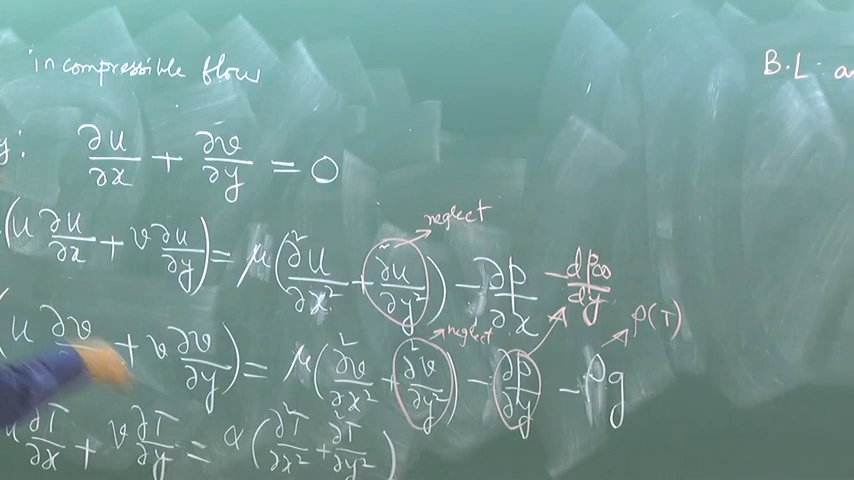 incompressible flow
B.L.
y: ∂u/∂x + ∂v/∂y = 0
neglect
(u ∂u/∂x + v ∂u/∂y) = μ(∂²u/∂x² + ∂²u/∂y²) - ∂p/∂x
-dp∞/dy
neglect
ρ(T)
(u ∂v/ + v ∂v/∂y) = μ(∂²v/∂x² + ∂²v/∂y²) - ∂p/∂y - ρg
u ∂T/∂x + v ∂T/∂y = α(∂²T/∂x² + ∂²T/∂y²)